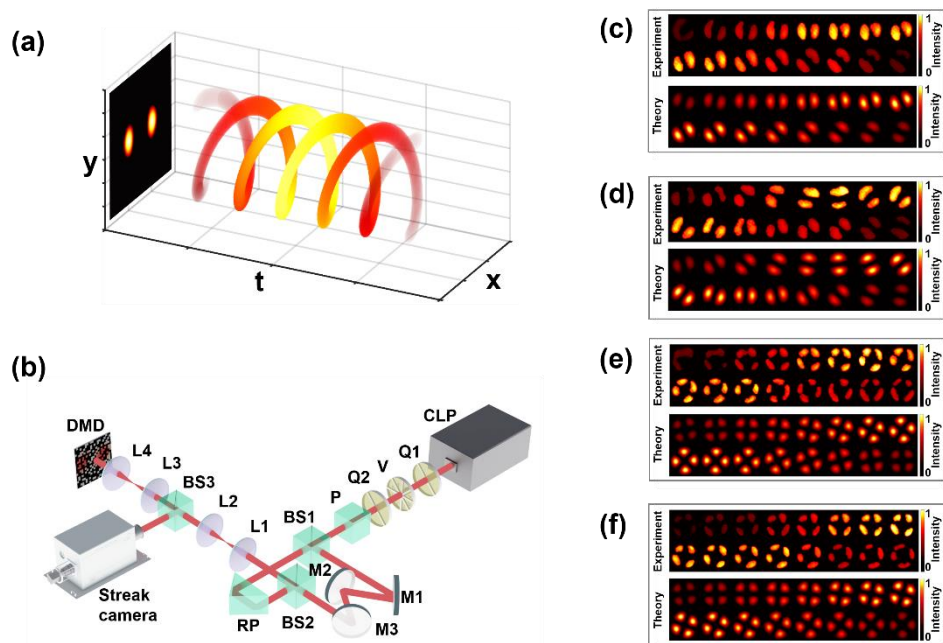 (a)
y
t
x
(b)
DMD
L4
L3
BS3
L2
L1
Streak
camera
RP
BS2
BS1
P
Q2
V
Q1
CLP
M2
M1
M3
(c)
Experiment
Theory
1
0
Intensity
1
0
Intensity
(d)
Experiment
Theory
1
0
Intensity
1
0
Intensity
(e)
Experiment
Theory
1
0
Intensity
1
0
Intensity
(f)
Experiment
Theory
1
0
Intensity
1
0
Intensity